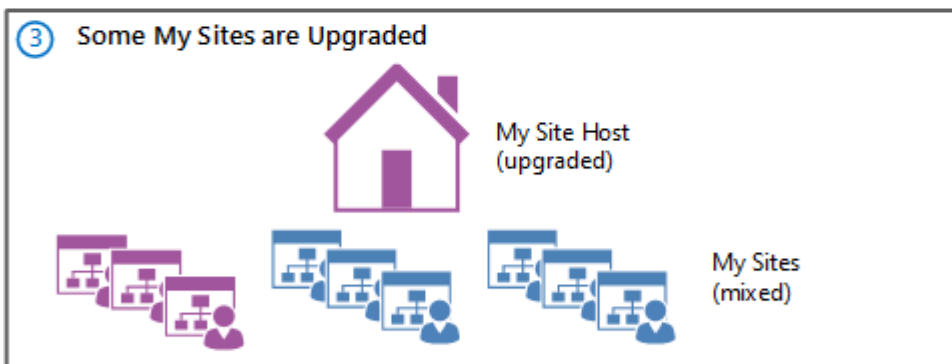 3 Some My Sites are Upgraded
My Site Host
(upgraded)
My Sites
(mixed)